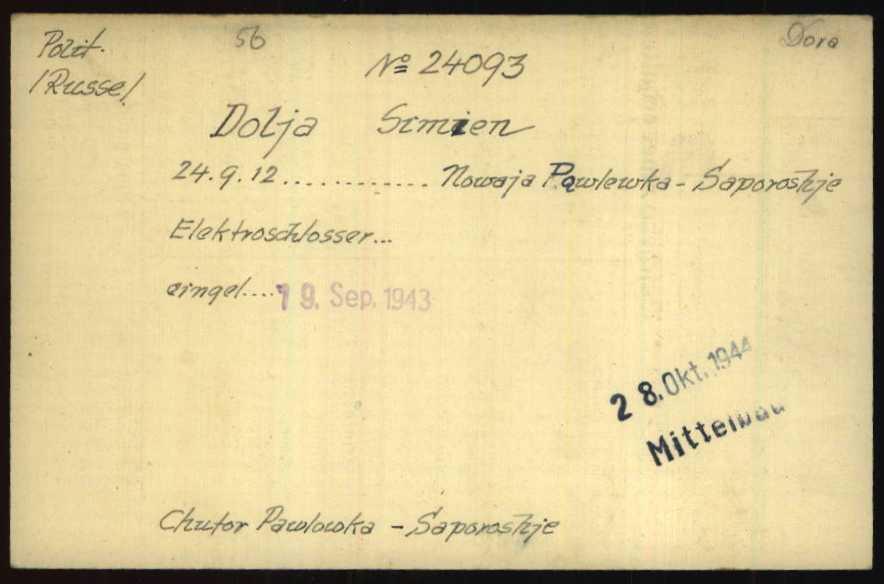 Polit. 56 Dora
/Russe/
№ 24093
Dolja Simien
24.9.12............. Nowaja Pawlewka - Saporoshje
Elektroschlosser...
eingel....19. Sep. 1943
28. Okt. 1944
Mittelbau
Chutor Pawlowka - Saporoshje